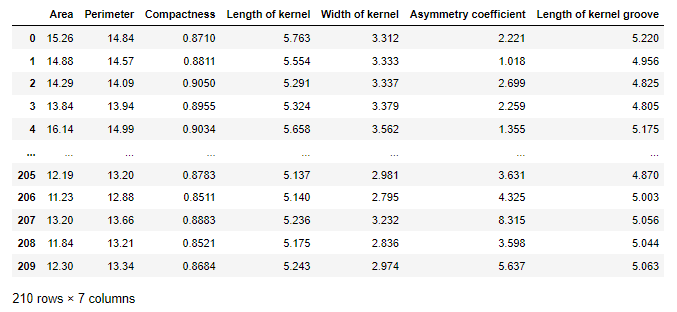 Area Perimeter Compactness Length of kernel Width of kernel Asymmetry coefficient Length of kernel groove
0 15.26 14.84 0.8710 5.763 3.312 2.221 5.220
1 14.88 14.57 0.8811 5.554 3.333 1.018 4.956
2 14.29 14.09 0.9050 5.291 3.337 2.699 4.825
3 13.84 13.94 0.8955 5.324 3.379 2.259 4.805
4 16.14 14.99 0.9034 5.658 3.562 1.355 5.175
... ... ... ... ... ... ... ...
205 12.19 13.20 0.8783 5.137 2.981 3.631 4.870
206 11.23 12.88 0.8511 5.140 2.795 4.325 5.003
207 13.20 13.66 0.8883 5.236 3.232 8.315 5.056
208 11.84 13.21 0.8521 5.175 2.836 3.598 5.044
209 12.30 13.34 0.8684 5.243 2.974 5.637 5.063
210 rows × 7 columns